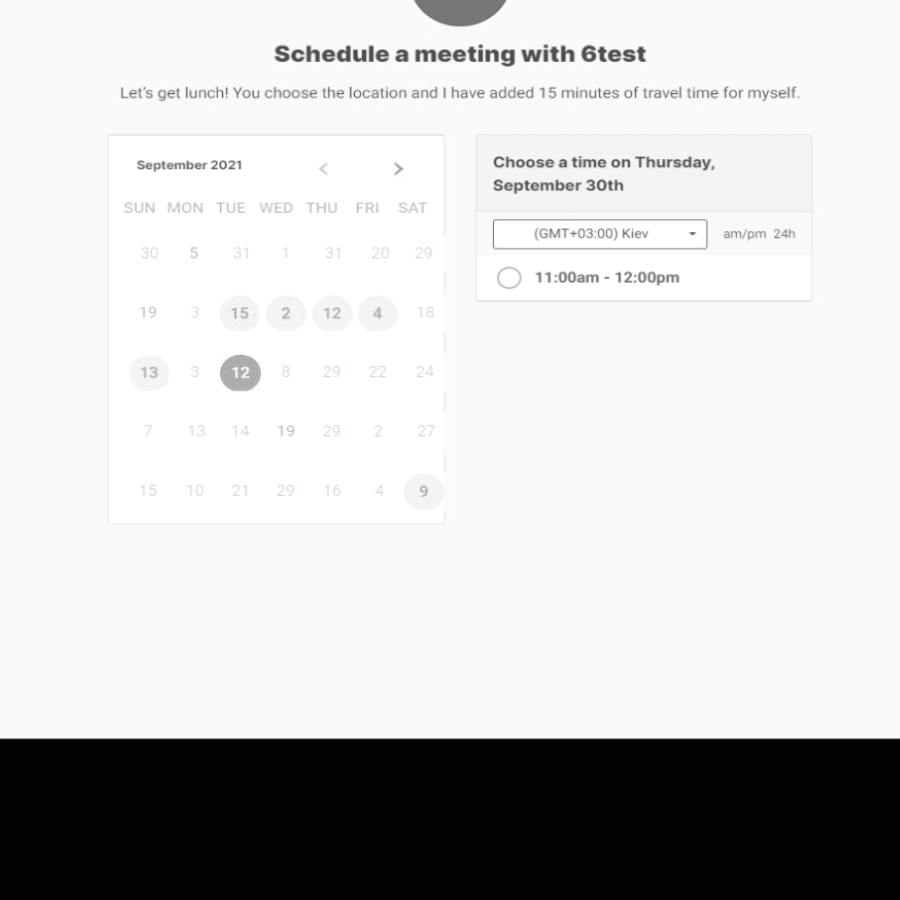 Schedule a meeting with 6test
Let's get lunch! You choose the location and I have added 15 minutes of travel time for myself.
September 2021 < >
SUN MON TUE WED THU FRI SAT
30 5 31 1 31 20 29
19 3 15 2 12 4 18
13 3 12 8 29 22 24
7 13 14 19 29 2 27
15 10 21 29 16 4 9
Choose a time on Thursday,
September 30th
(GMT+03:00) Kiev am/pm 24h
11:00am - 12:00pm